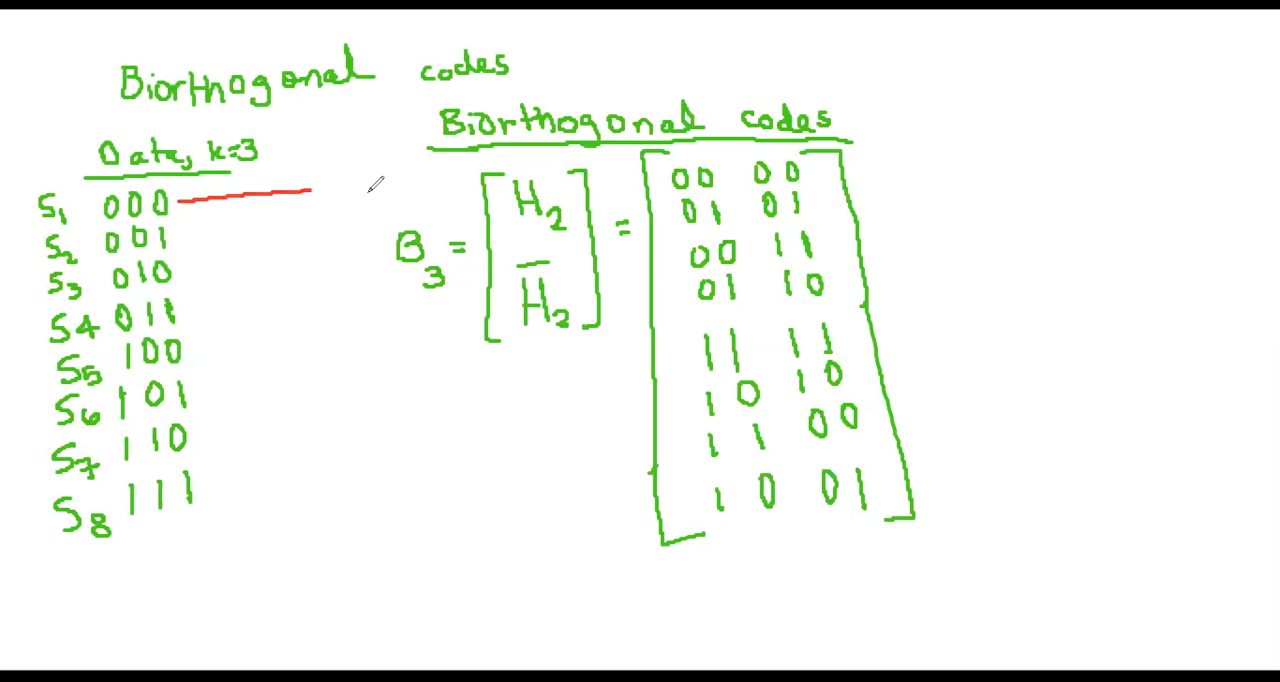 Biorthogonal codes
Biorthogonal codes
Data, k=3
S1 000
S2 001
S3 010
S4 011
S5 100
S6 101
S7 110
S8 111
B3 = [H2 H̅2] =
00 00
01 01
00 11
01 10
11 11
10 10
11 00
10 01